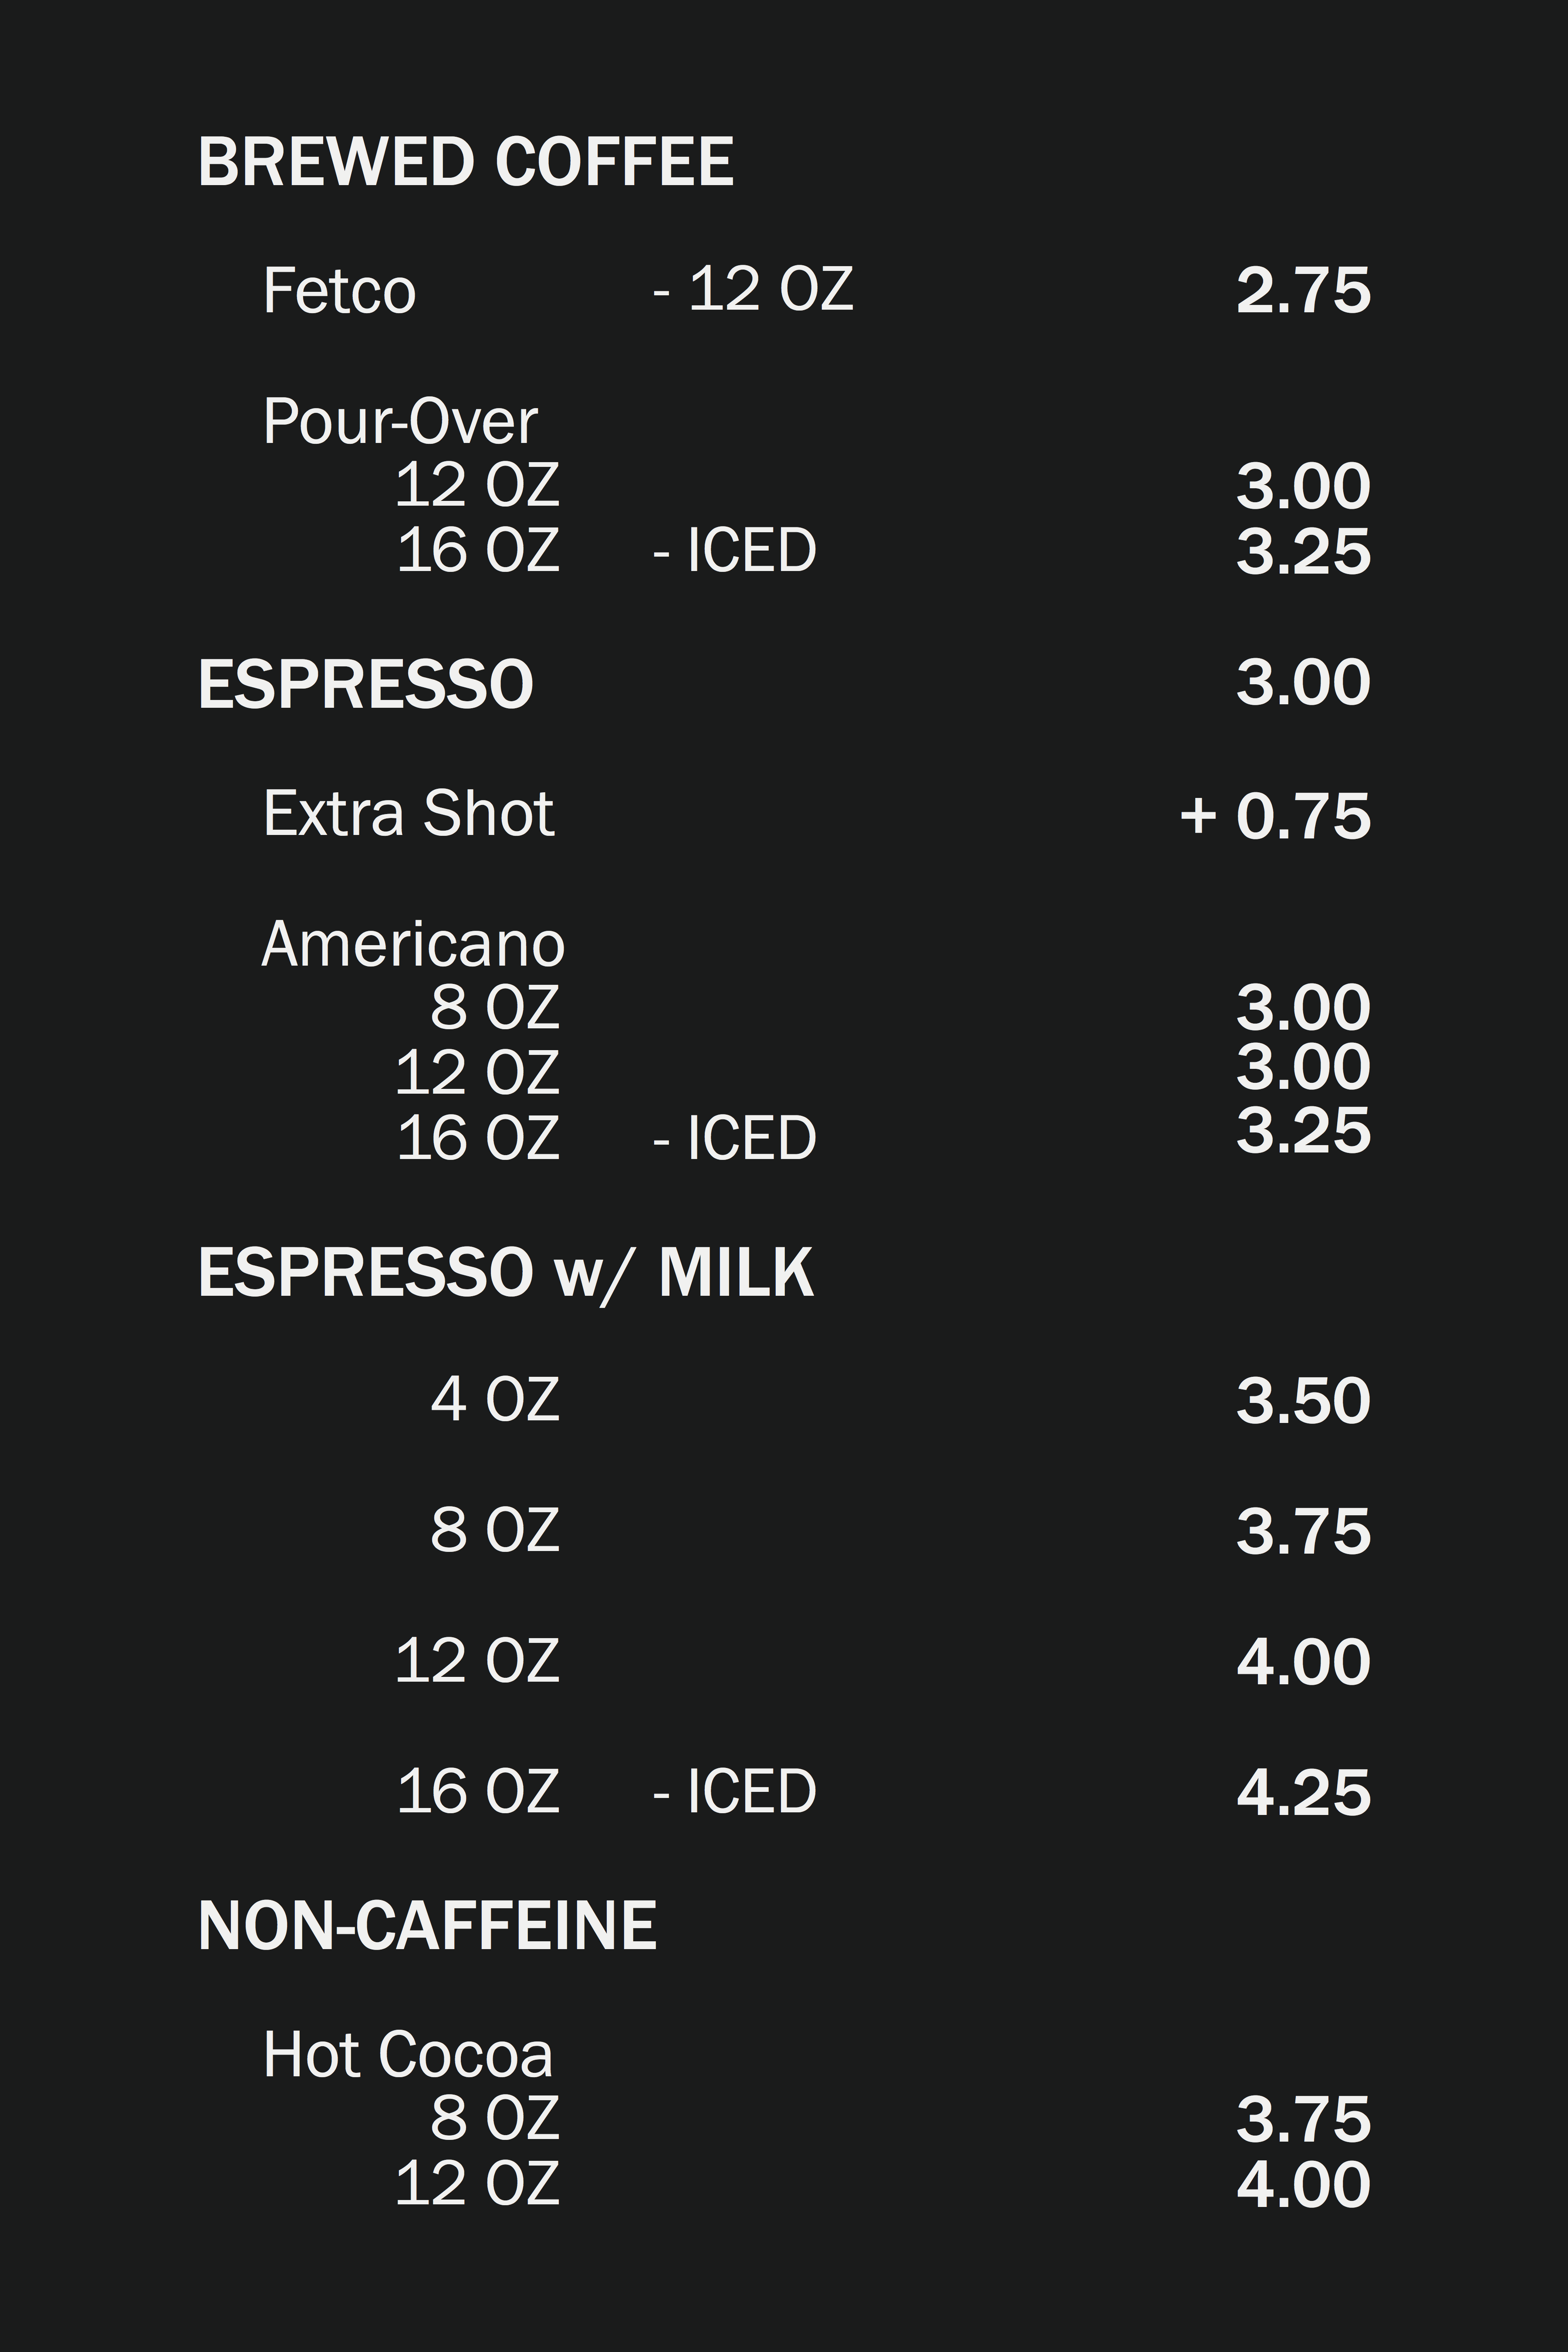 BREWED COFFEE
Fetco - 12 OZ 2.75
Pour-Over
12 OZ 3.00
16 OZ - ICED 3.25
ESPRESSO 3.00
Extra Shot + 0.75
Americano
8 OZ 3.00
12 OZ 3.00
16 OZ - ICED 3.25
ESPRESSO w/ MILK
4 OZ 3.50
8 OZ 3.75
12 OZ 4.00
16 OZ - ICED 4.25
NON-CAFFEINE
Hot Cocoa
8 OZ 3.75
12 OZ 4.00